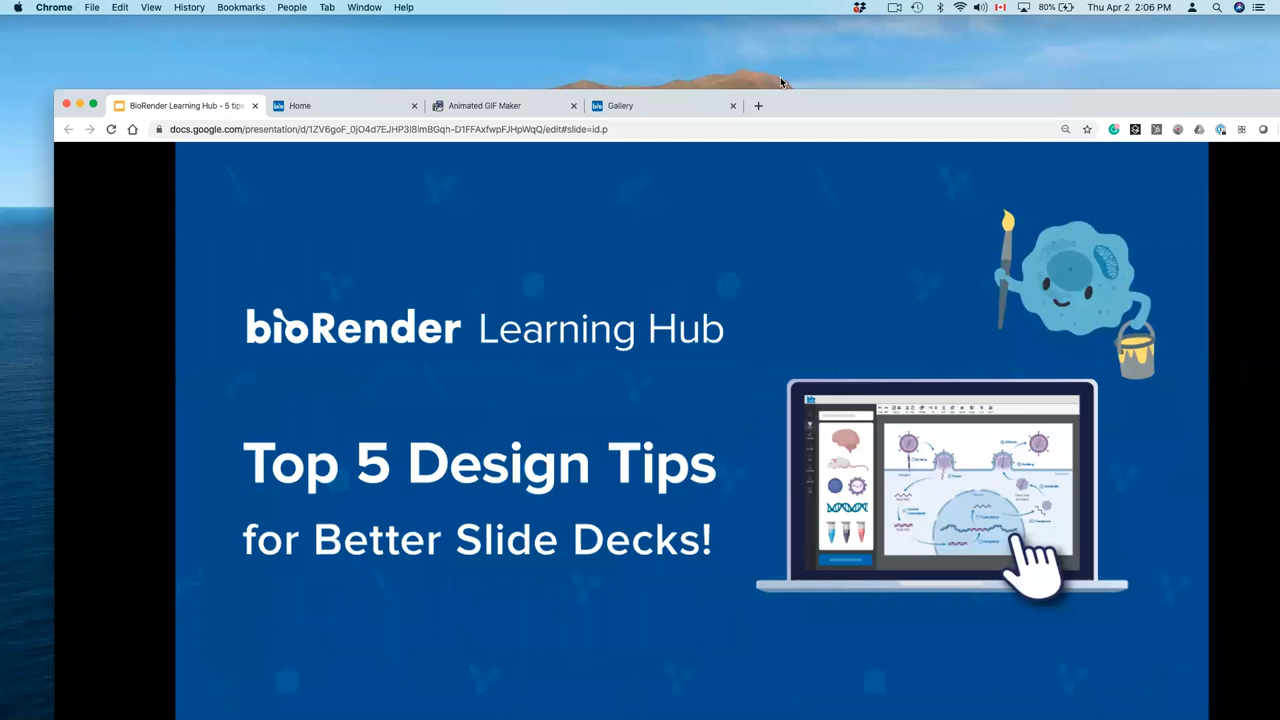 Chrome File Edit View History Bookmarks People Tab Window Help 80% Thu Apr 2 2:06 PM
BioRender Learning Hub - 5 tips Home Animated GIF Maker Gallery
docs.google.com/presentation/d/1ZV6goF_0jO4d7EJHP3I8lmBGqh-D1FFAxfwpFJHpWqQ/edit#slide=id.p
bioRender Learning Hub
Top 5 Design Tips
for Better Slide Decks!